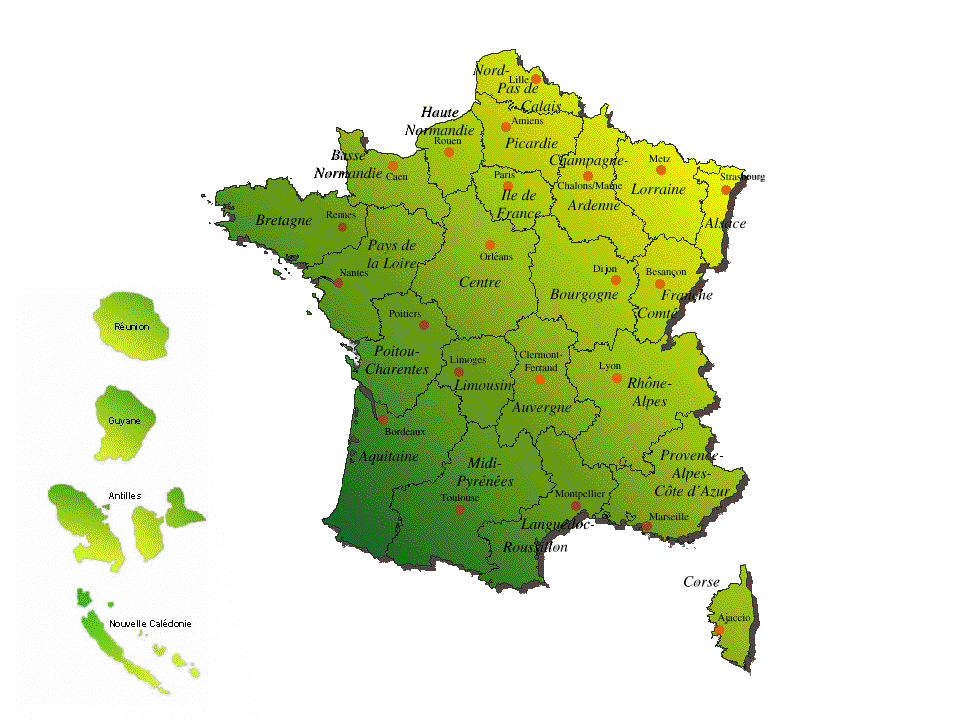 Nord-
Lille
Pas de
Calais
Haute
Normandie
Rouen
Amiens
Picardie
Basse
Normandie
Caen
Paris
Ile de
France
Champagne-
Chalons/Marne
Ardenne
Metz
Lorraine
Strasbourg
Alsace
Bretagne
Rennes
Pays de
la Loire
Nantes
Orléans
Centre
Dijon
Bourgogne
Besançon
Franche
Comté
Poitiers
Poitou-
Charentes
Limoges
Limousin
Clermont-
Ferrand
Auvergne
Lyon
Rhône-
Alpes
Bordeaux
Aquitaine
Midi-
Pyrénées
Toulouse
Montpellier
Languedoc-
Roussillon
Provence-
Alpes-
Côte d'Azur
Marseille
Corse
Ajaccio
Réunion
Guyane
Antilles
Nouvelle Calédonie